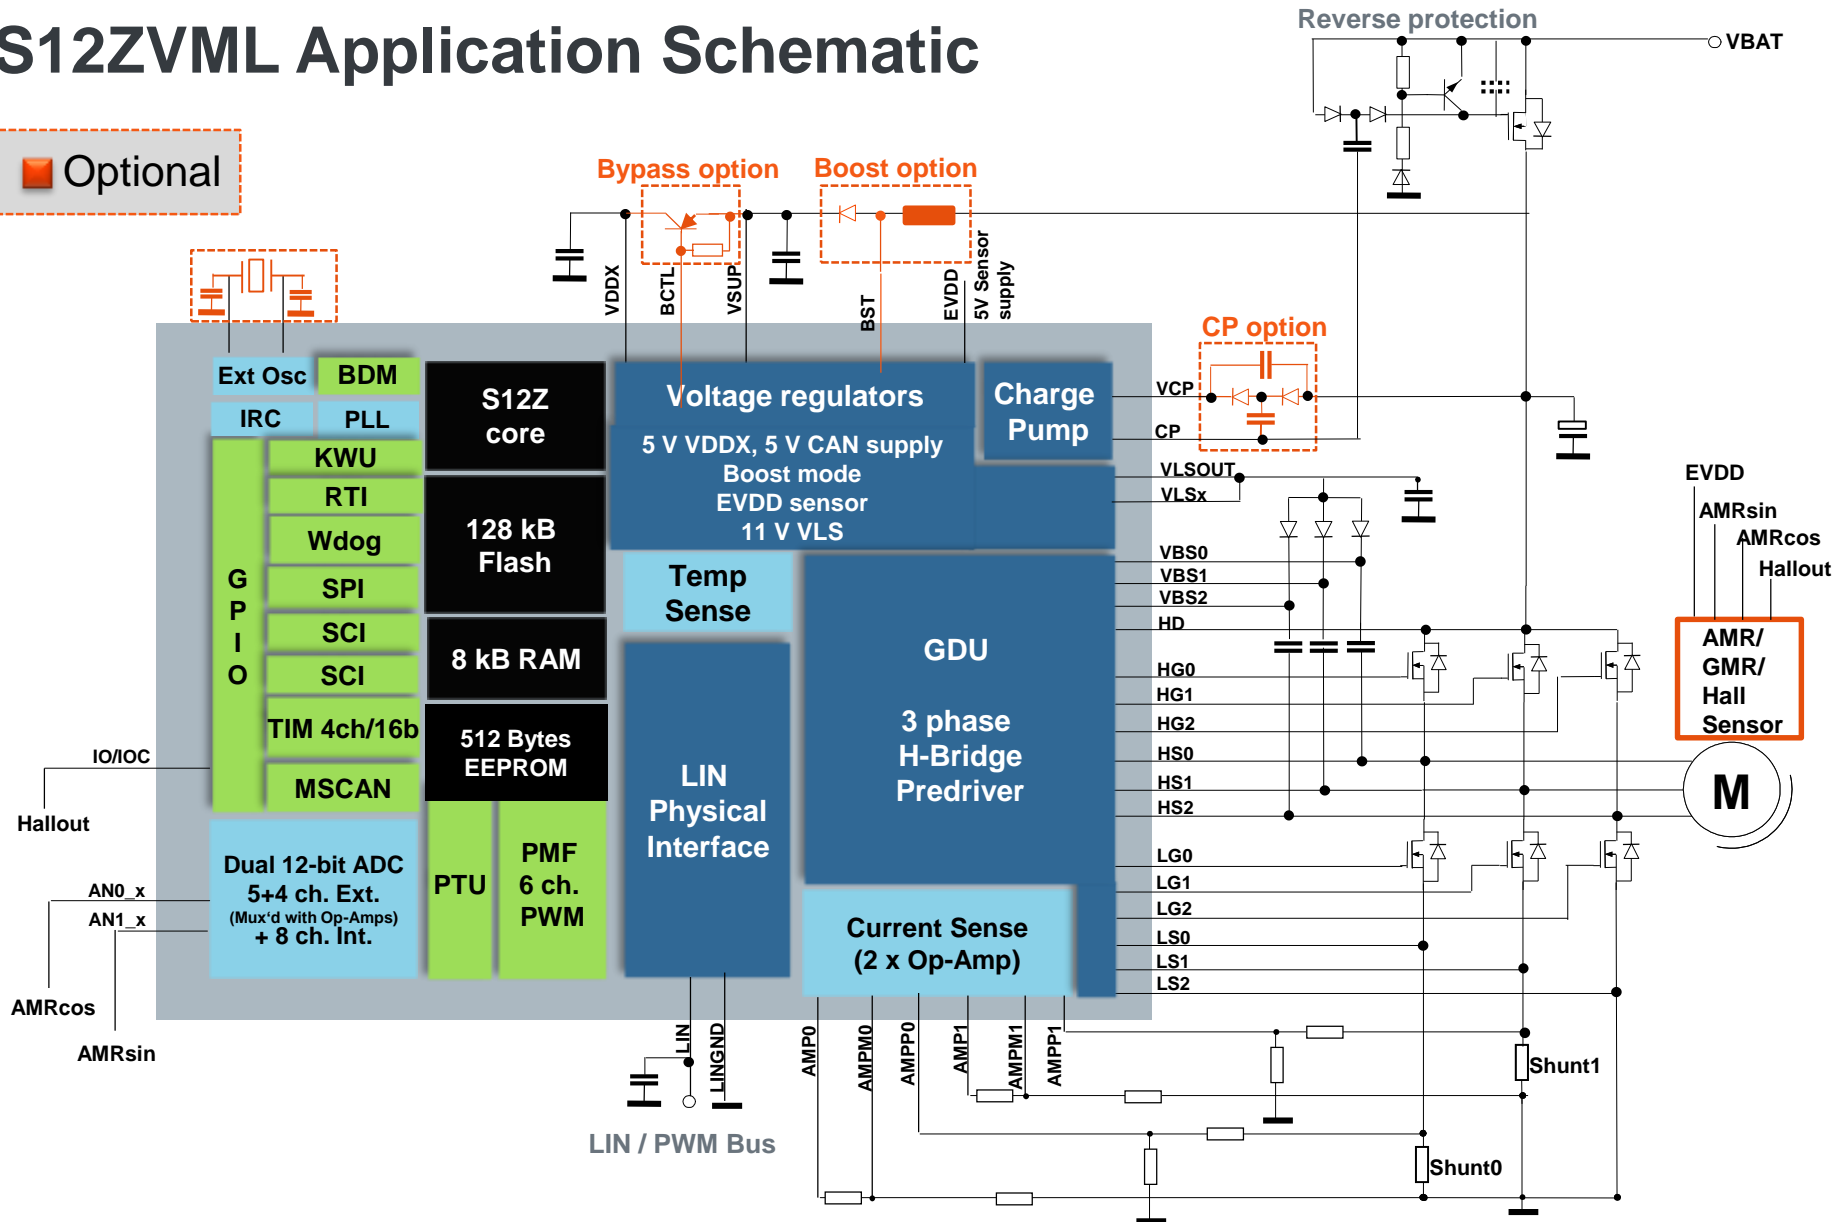 S12ZVML Application Schematic
Reverse protection
VBAT
Optional
Bypass option
Boost option
VDDX
BCTL
VSUP
BST
EVDD
5V Sensor
supply
CP option
Ext Osc
BDM
IRC
PLL
S12Z
core
Voltage regulators
5 V VDDX, 5 V CAN supply
Boost mode
EVDD sensor
11 V VLS
Charge
Pump
VCP
CP
VLSOUT
VLSx
VBS0
VBS1
VBS2
HD
HG0
HG1
HG2
HS0
HS1
HS2
LG0
LG1
LG2
LS0
LS1
LS2
GPIO
KWU
RTI
Wdog
SPI
SCI
SCI
TIM 4ch/16b
MSCAN
128 kB
Flash
8 kB RAM
512 Bytes
EEPROM
Temp
Sense
GDU
3 phase
H-Bridge
Predriver
LIN
Physical
Interface
Dual 12-bit ADC
5+4 ch. Ext.
(Mux‘d with Op-Amps)
+ 8 ch. Int.
PTU
PMF
6 ch.
PWM
Current Sense
(2 x Op-Amp)
IO/IOC
Hallout
AN0_x
AN1_x
AMRcos
AMRsin
EVDD
AMRsin
AMRcos
Hallout
AMR/
GMR/
Hall
Sensor
M
LIN
LINGND
AMP0
AMPM0
AMPP0
AMP1
AMPM1
AMPP1
Shunt1
Shunt0
LIN / PWM Bus